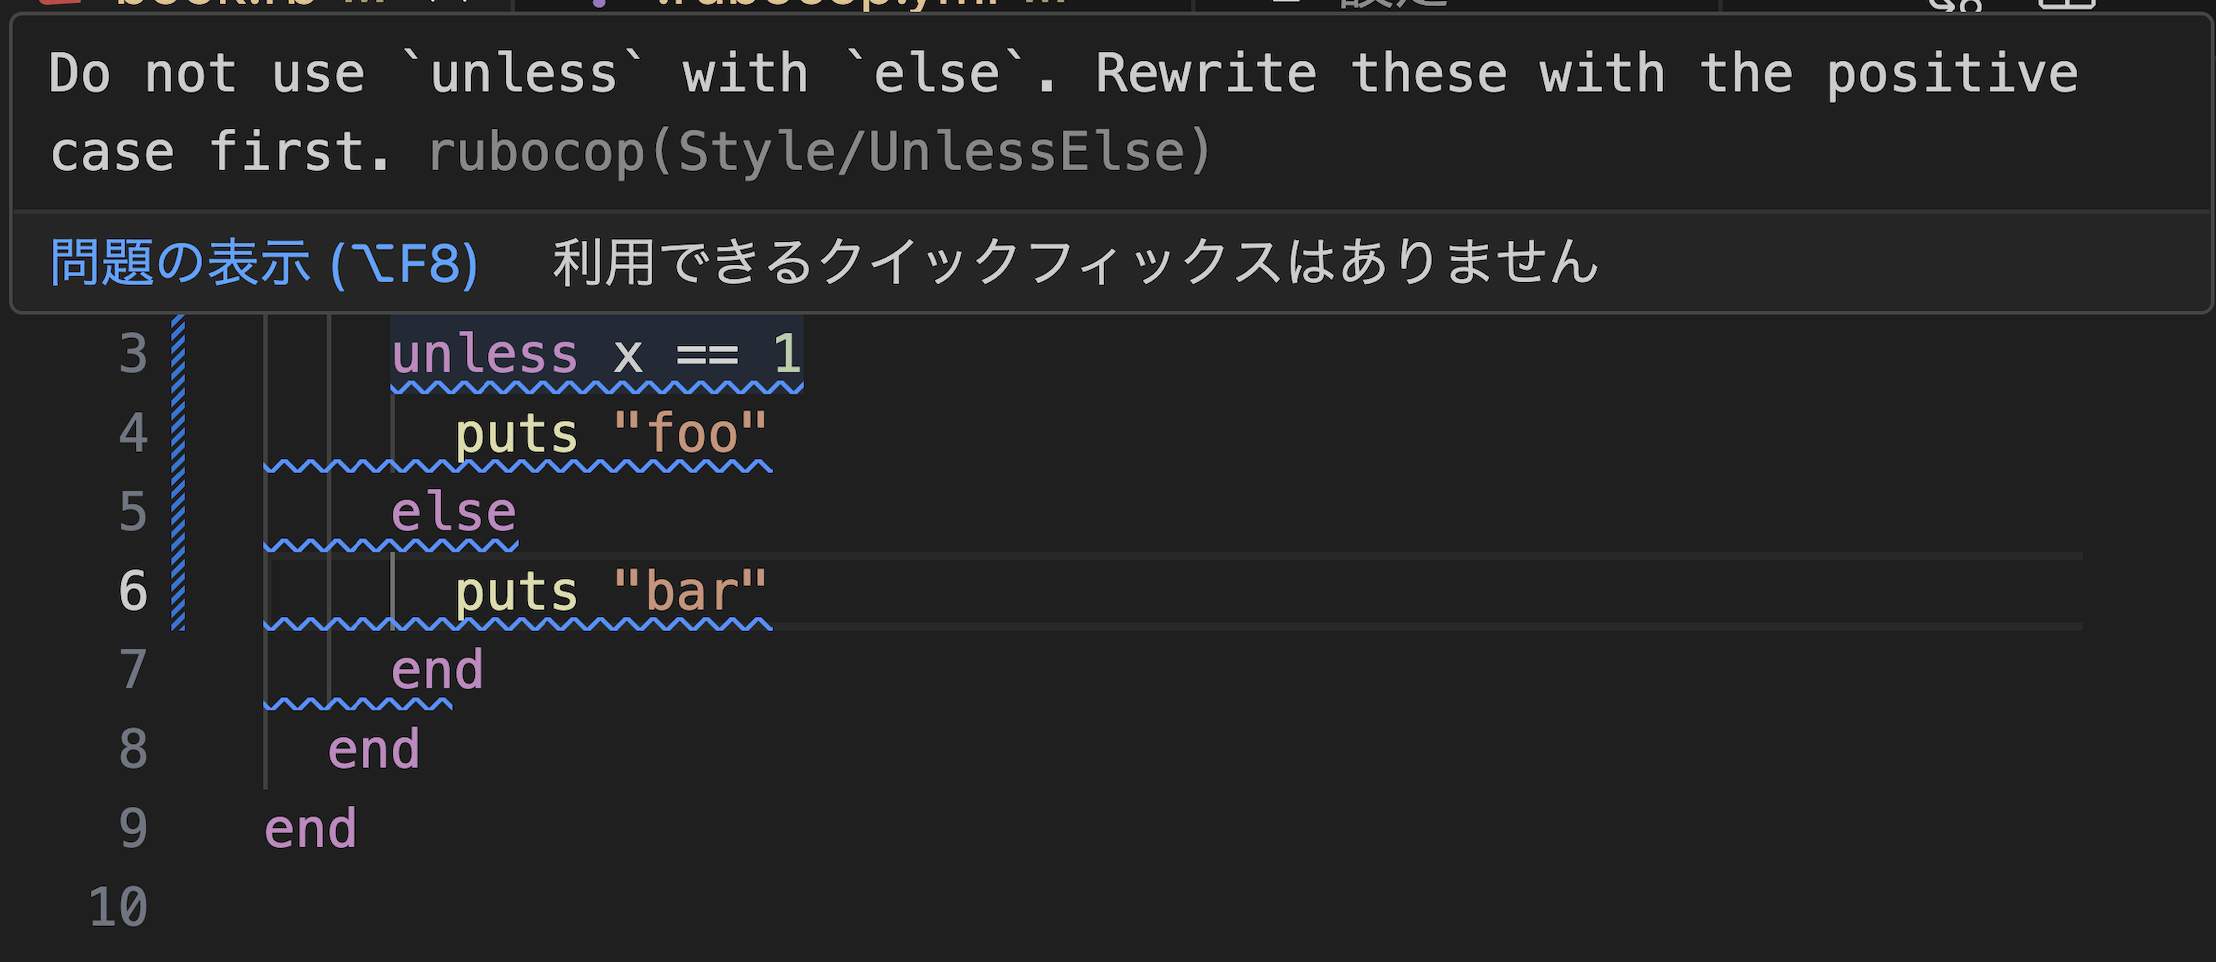 Do not use `unless` with `else`. Rewrite these with the positive
case first. rubocop(Style/UnlessElse)
問題の表示 (⌥F8) 利用できるクイックフィックスはありません
3 unless x == 1
4 puts "foo"
5 else
6 puts "bar"
7 end
8 end
9 end
10